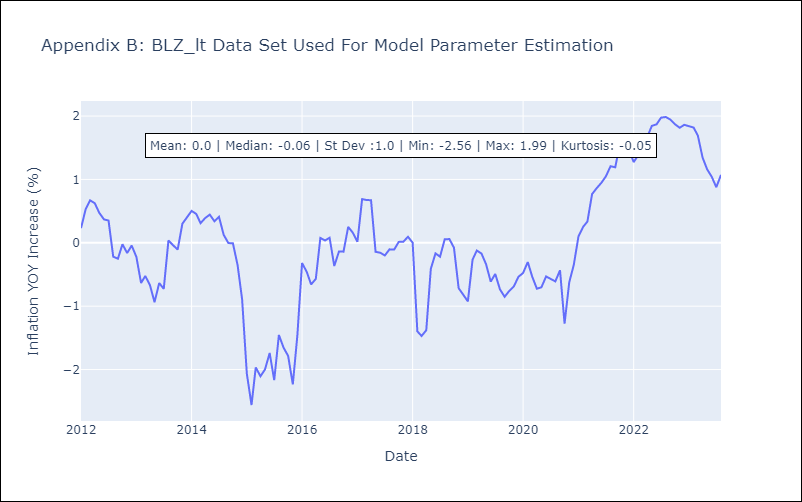 Appendix B: BLZ_lt Data Set Used For Model Parameter Estimation
Mean: 0.0 | Median: -0.06 | St Dev :1.0 | Min: -2.56 | Max: 1.99 | Kurtosis: -0.05
Inflation YOY Increase (%)
2
1
0
−1
−2
2012
2014
2016
2018
2020
2022
Date